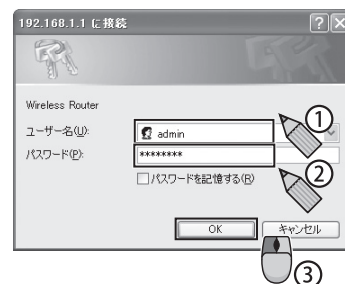 192.168.1.1 に接続
Wireless Router
ユーザー名(U):
admin
①
パスワード(P):
********
②
パスワードを記憶する(R)
OK
キャンセル
③